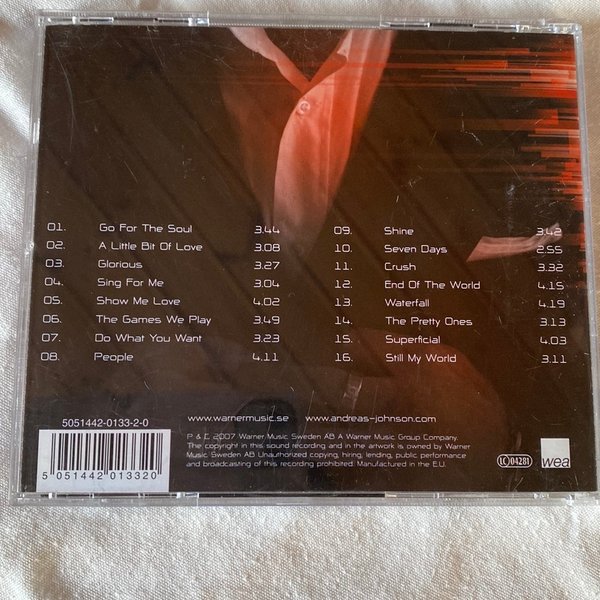 01. Go For The Soul 3.44
02. A Little Bit Of Love 3.08
03. Glorious 3.27
04. Sing For Me 3.04
05. Show Me Love 4.02
06. The Games We Play 3.49
07. Do What You Want 3.23
08. People 4.11
09. Shine 3.42
10. Seven Days 2.55
11. Crush 3.32
12. End Of The World 4.15
13. Waterfall 4.19
14. The Pretty Ones 3.13
15. Superficial 4.03
16. Still My World 3.11
5051442-0133-2-0
5 051442 013320
www.warnermusic.se www.andreas-johnson.com
P & C 2007 Warner Music Sweden AB A Warner Music Group Company.
The copyright in this sound recording and in the artwork is owned by Warner
Music Sweden AB Unauthorized copying, hiring, lending, public performance
and broadcasting of this recording prohibited. Manufactured in the E.U.
LC 04281
wea